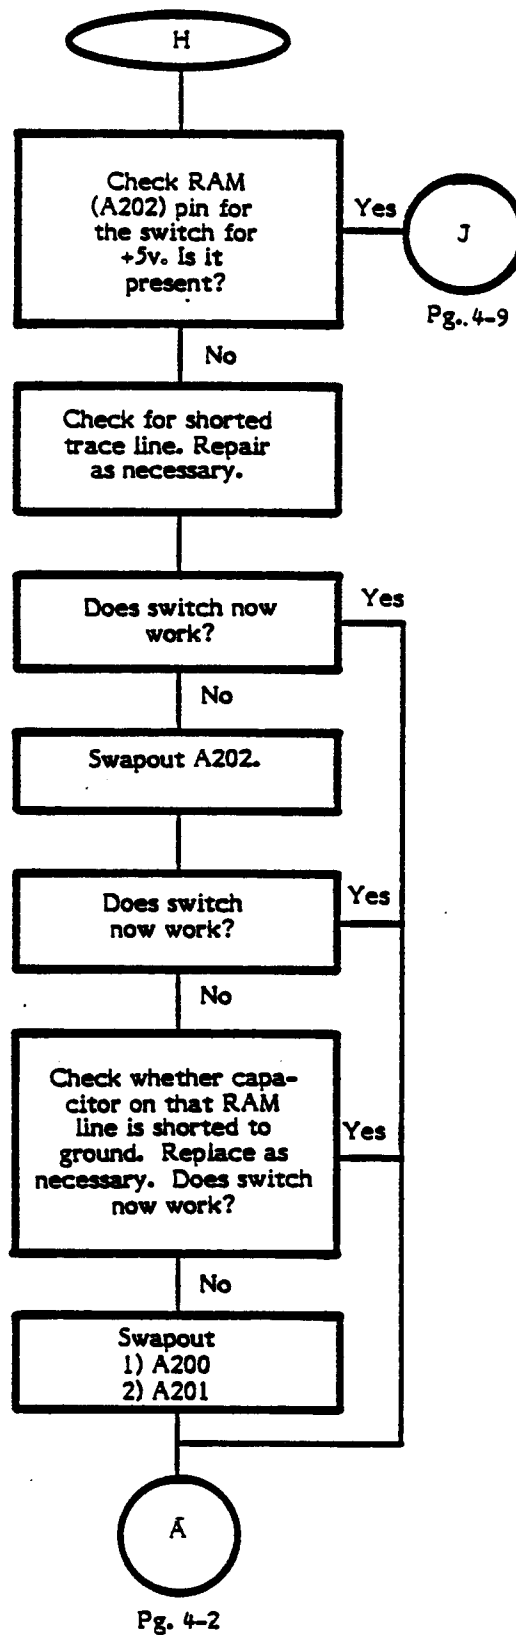 H
Check RAM
(A202) pin for
the switch for
+5v. Is it
present?
Yes
J
Pg. 4-9
No
Check for shorted
trace line. Repair
as necessary.
Does switch now
work?
Yes
No
Swapout A202.
Does switch
now work?
Yes
No
Check whether capa-
citor on that RAM
line is shorted to
ground. Replace as
necessary. Does switch
now work?
Yes
No
Swapout
1) A200
2) A201
A
Pg. 4-2